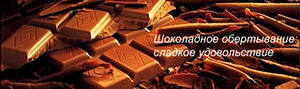 Шоколадное обертывание:
сладкое удовольствие